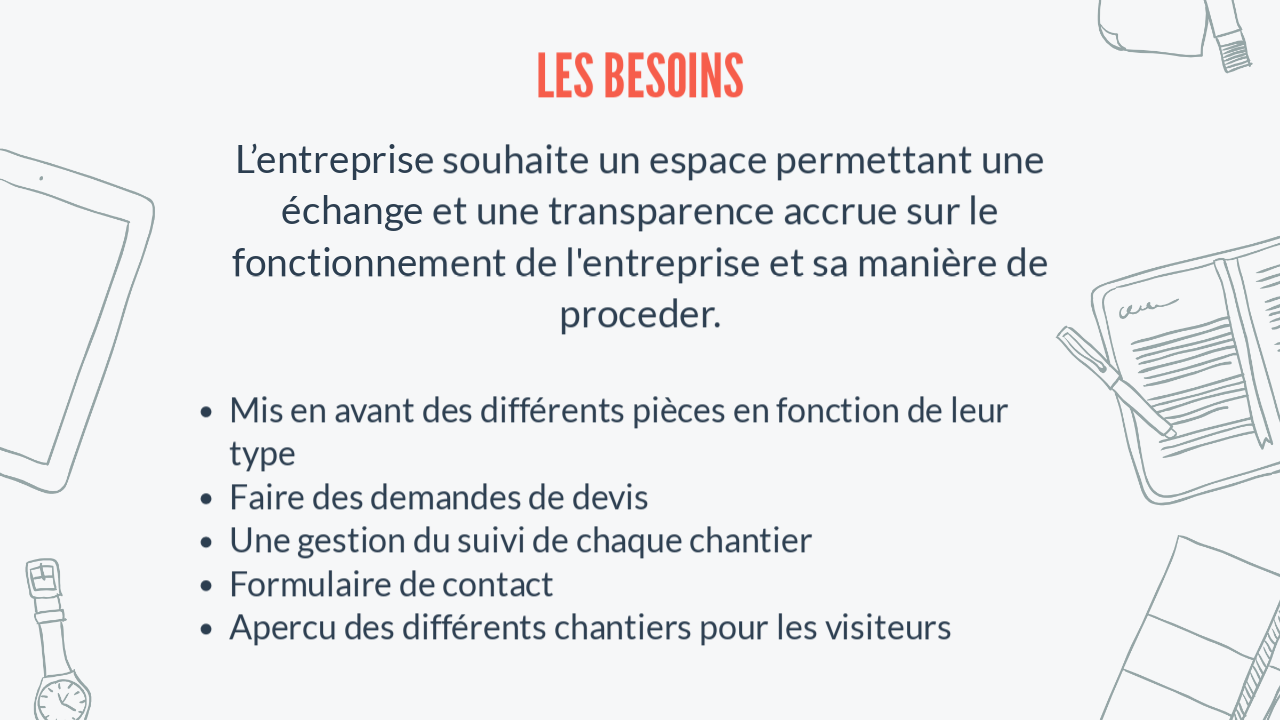 LES BESOINS
L’entreprise souhaite un espace permettant une
échange et une transparence accrue sur le
fonctionnement de l'entreprise et sa manière de
proceder.
• Mis en avant des différents pièces en fonction de leur
type
• Faire des demandes de devis
• Une gestion du suivi de chaque chantier
• Formulaire de contact
• Apercu des différents chantiers pour les visiteurs